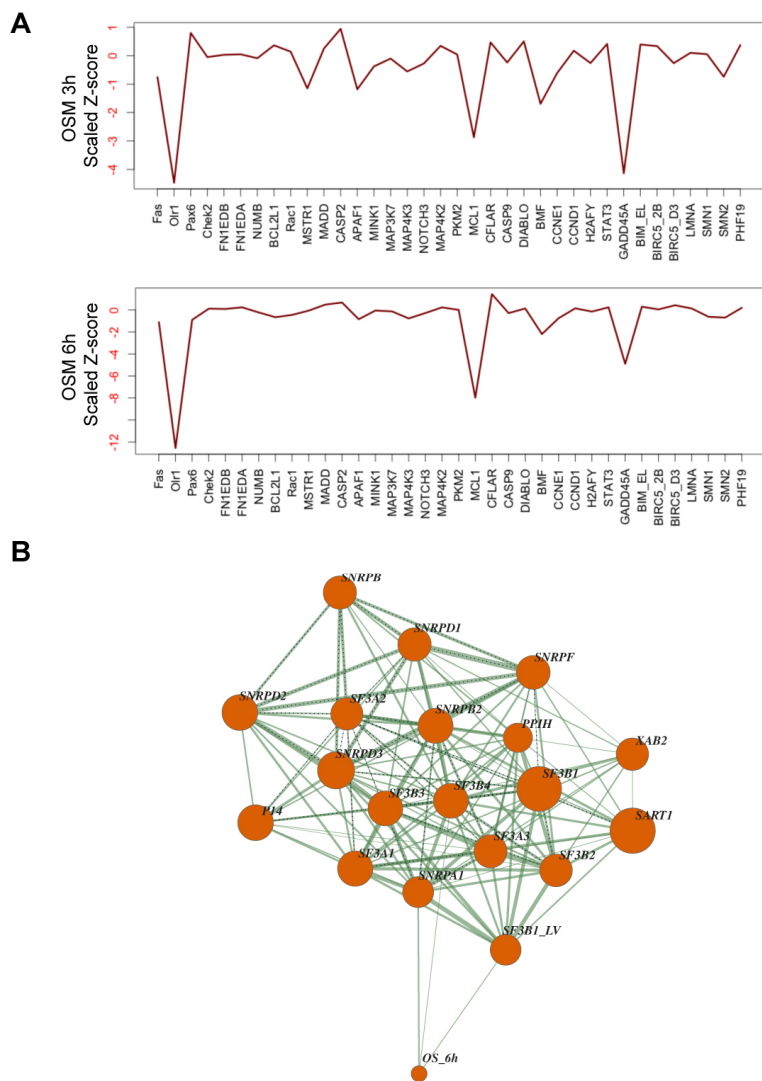 A
OSM 3h
Scaled Z-score
1
0
-1
-2
-3
-4
Fas
Olr1
Pax6
Chek2
FN1EDB
FN1EDA
NUMB
BCL2L1
Rac1
MSTR1
MADD
CASP2
APAF1
MINK1
MAP3K7
MAP4K3
NOTCH3
MAP4K2
PKM2
MCL1
CFLAR
CASP9
DIABLO
BMF
CCNE1
CCND1
H2AFY
STAT3
GADD45A
BIM_EL
BIRC5_2B
BIRC5_D3
LMNA
SMN1
SMN2
PHF19
OSM 6h
Scaled Z-score
0
-2
-4
-6
-8
-12
Fas
Olr1
Pax6
Chek2
FN1EDB
FN1EDA
NUMB
BCL2L1
Rac1
MSTR1
MADD
CASP2
APAF1
MINK1
MAP3K7
MAP4K3
NOTCH3
MAP4K2
PKM2
MCL1
CFLAR
CASP9
DIABLO
BMF
CCNE1
CCND1
H2AFY
STAT3
GADD45A
BIM_EL
BIRC5_2B
BIRC5_D3
LMNA
SMN1
SMN2
PHF19
B
SNRPB
SNRPD1
SNRPF
SNRPD2
SF3A2
SNRPB2
PPIH
XAB2
SNRPD3
SF3B1
SF3B3
SF3B4
P14
SART1
SF3A3
SF3A1
SF3B2
SNRPA1
SF3B1_LV
OS_6h